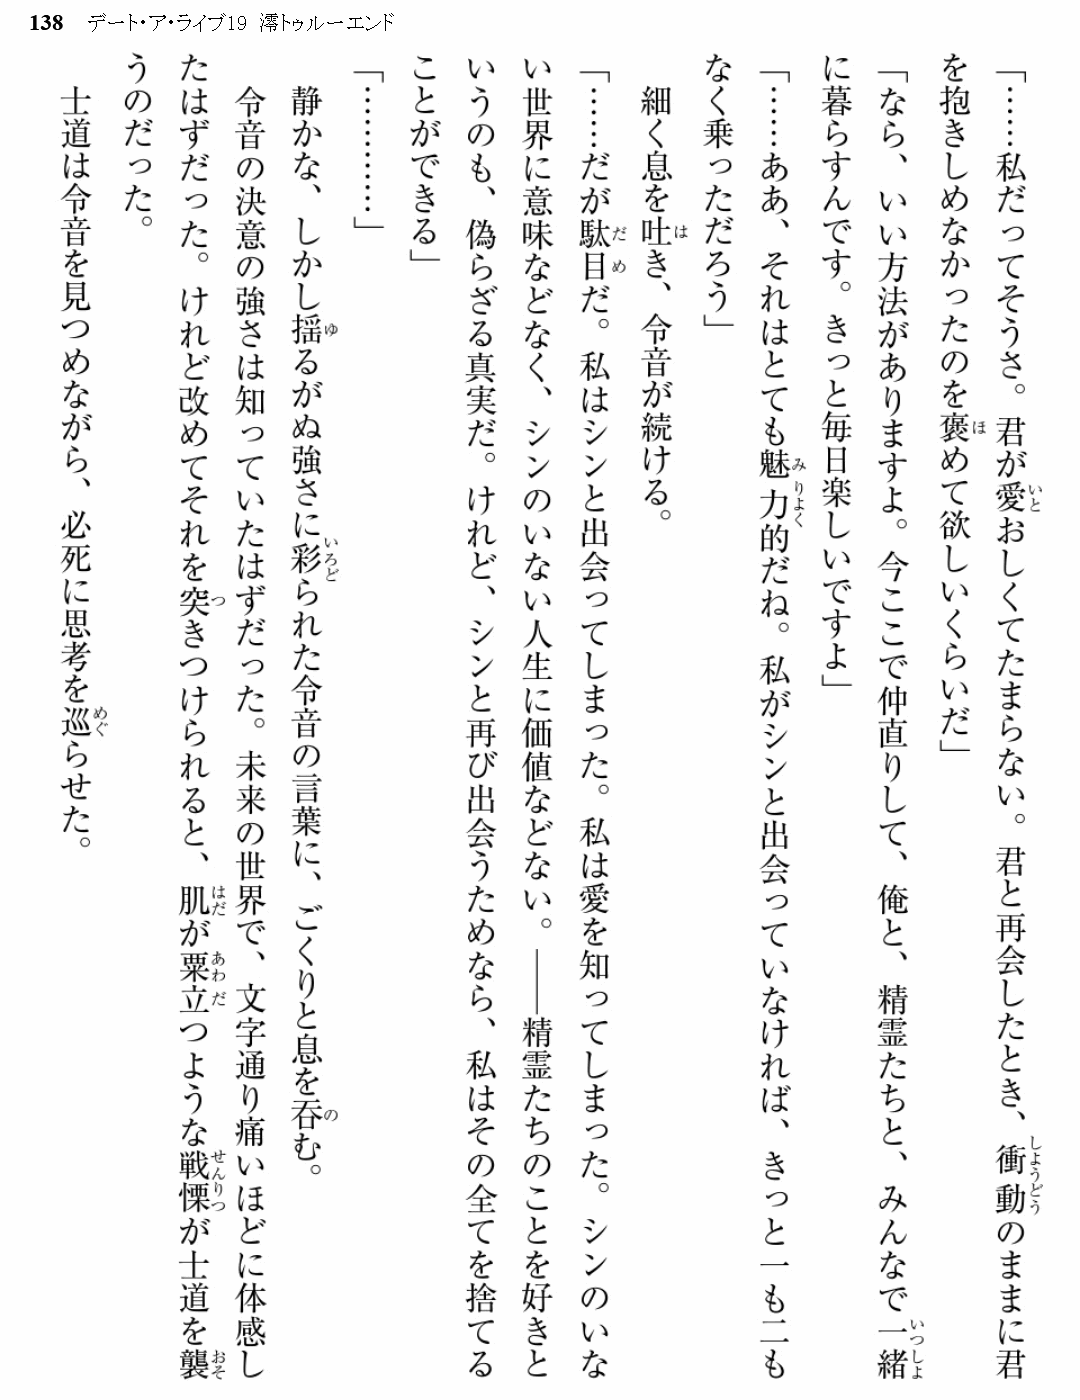 138 デート・ア・ライブ19 澪トゥルーエンド
「……私だってそうさ。君が愛おしくてたまらない。君と再会したとき、衝動のままに君
を抱きしめなかったのを褒めて欲しいくらいだ」
「なら、いい方法がありますよ。今ここで仲直りして、俺と、精霊たちと、みんなで一緒
に暮らすんです。きっと毎日楽しいですよ」
「……ああ、それはとても魅力的だね。私がシンと出会っていなければ、きっと一も二も
なく乗っただろう」
細く息を吐き、令音が続ける。
「……だが駄目だ。私はシンと出会ってしまった。私は愛を知ってしまった。シンのいな
い世界に意味などなく、シンのいない人生に価値などない。――精霊たちのことを好きと
いうのも、偽らざる真実だ。けれど、シンと再び出会うためなら、私はその全てを捨てる
ことができる」
「…………」
静かな、しかし揺るがぬ強さに彩られた令音の言葉に、ごくりと息を呑む。
令音の決意の強さは知っていたはずだった。未来の世界で、文字通り痛いほどに体感し
たはずだった。けれど改めてそれを突きつけられると、肌が粟立つような戦慄が士道を襲
うのだった。
士道は令音を見つめながら、必死に思考を巡らせた。